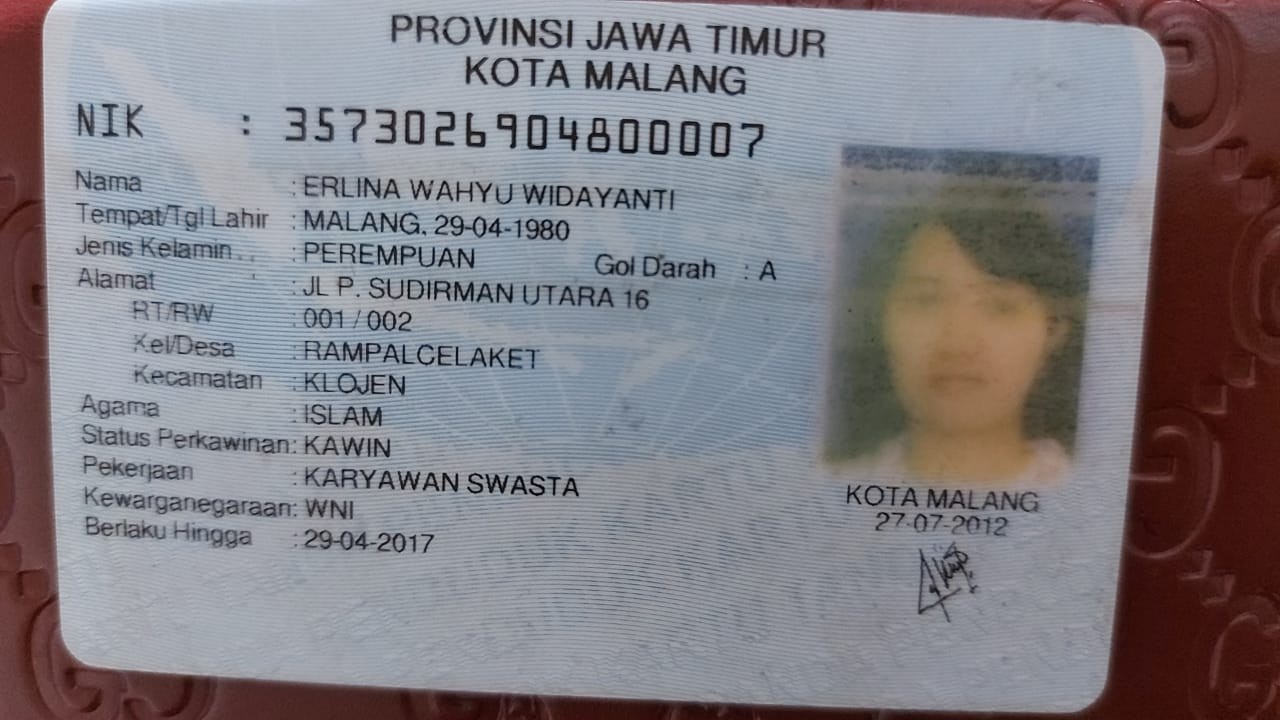 PROVINSI JAWA TIMUR
KOTA MALANG
NIK : 3573026904800007
Nama : ERLINA WAHYU WIDAYANTI
Tempat/Tgl Lahir : MALANG, 29-04-1980
Jenis Kelamin : PEREMPUAN Gol Darah : A
Alamat : JL P. SUDIRMAN UTARA 16
RT/RW : 001 / 002
Kel/Desa : RAMPALCELAKET
Kecamatan : KLOJEN
Agama : ISLAM
Status Perkawinan: KAWIN
Pekerjaan : KARYAWAN SWASTA
Kewarganegaraan: WNI
Berlaku Hingga : 29-04-2017
KOTA MALANG
27-07-2012